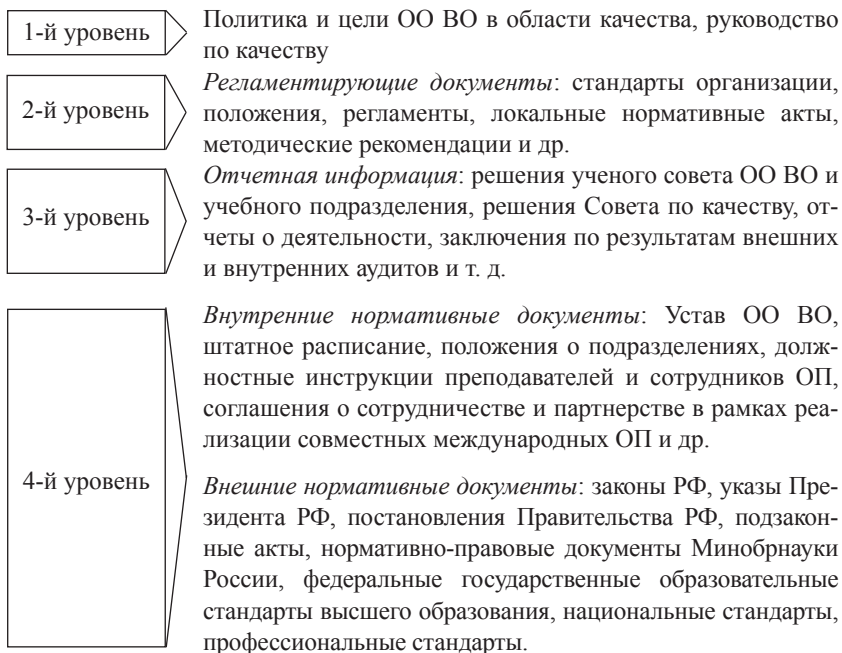 1-й уровень
Политика и цели ОО ВО в области качества, руководство
по качеству
2-й уровень
Регламентирующие документы: стандарты организации,
положения, регламенты, локальные нормативные акты,
методические рекомендации и др.
3-й уровень
Отчетная информация: решения ученого совета ОО ВО и
учебного подразделения, решения Совета по качеству, от-
четы о деятельности, заключения по результатам внешних
и внутренних аудитов и т. д.
4-й уровень
Внутренние нормативные документы: Устав ОО ВО,
штатное расписание, положения о подразделениях, долж-
ностные инструкции преподавателей и сотрудников ОП,
соглашения о сотрудничестве и партнерстве в рамках реа-
лизации совместных международных ОП и др.
Внешние нормативные документы: законы РФ, указы Пре-
зидента РФ, постановления Правительства РФ, подзакон-
ные акты, нормативно-правовые документы Минобрнауки
России, федеральные государственные образовательные
стандарты высшего образования, национальные стандарты,
профессиональные стандарты.